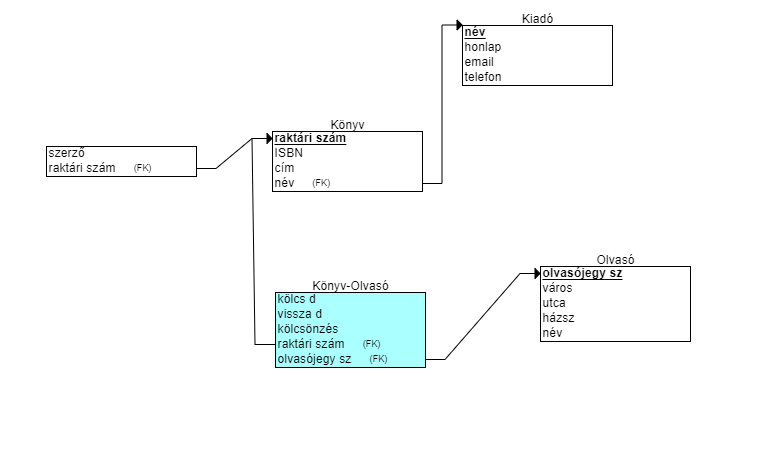 Kiadó
név
honlap
email
telefon
Könyv
raktári szám
ISBN
cím
név (FK)
szerző
raktári szám (FK)
Könyv-Olvasó
kölcs d
vissza d
kölcsönzés
raktári szám (FK)
olvasójegy sz (FK)
Olvasó
olvasójegy sz
város
utca
házsz
név